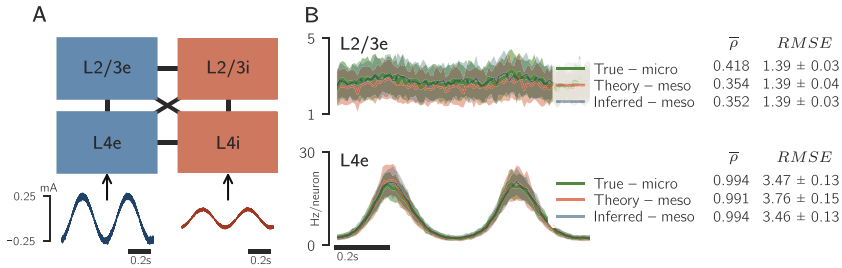 A
L2/3e
L2/3i
L4e
L4i
mA
0.25
−0.25
0.2s
0.2s
B
5
1
L2/3e
ρ̅ RMSE
True – micro 0.418 1.39 ± 0.03
Theory – meso 0.354 1.39 ± 0.04
Inferred – meso 0.352 1.39 ± 0.03
30
0
Hz/neuron
L4e
ρ̅ RMSE
True – micro 0.994 3.47 ± 0.13
Theory – meso 0.991 3.76 ± 0.15
Inferred – meso 0.994 3.46 ± 0.13
0.2s